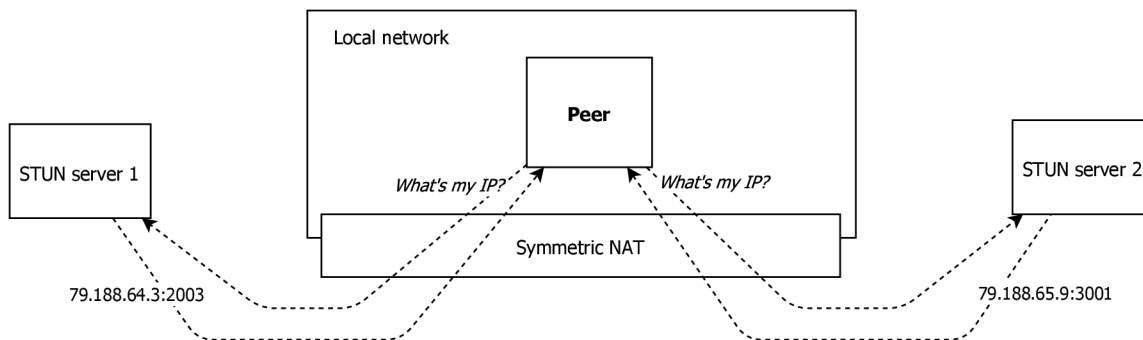 Local network
Peer
STUN server 1
STUN server 2
What's my IP?
What's my IP?
Symmetric NAT
79.188.64.3:2003
79.188.65.9:3001